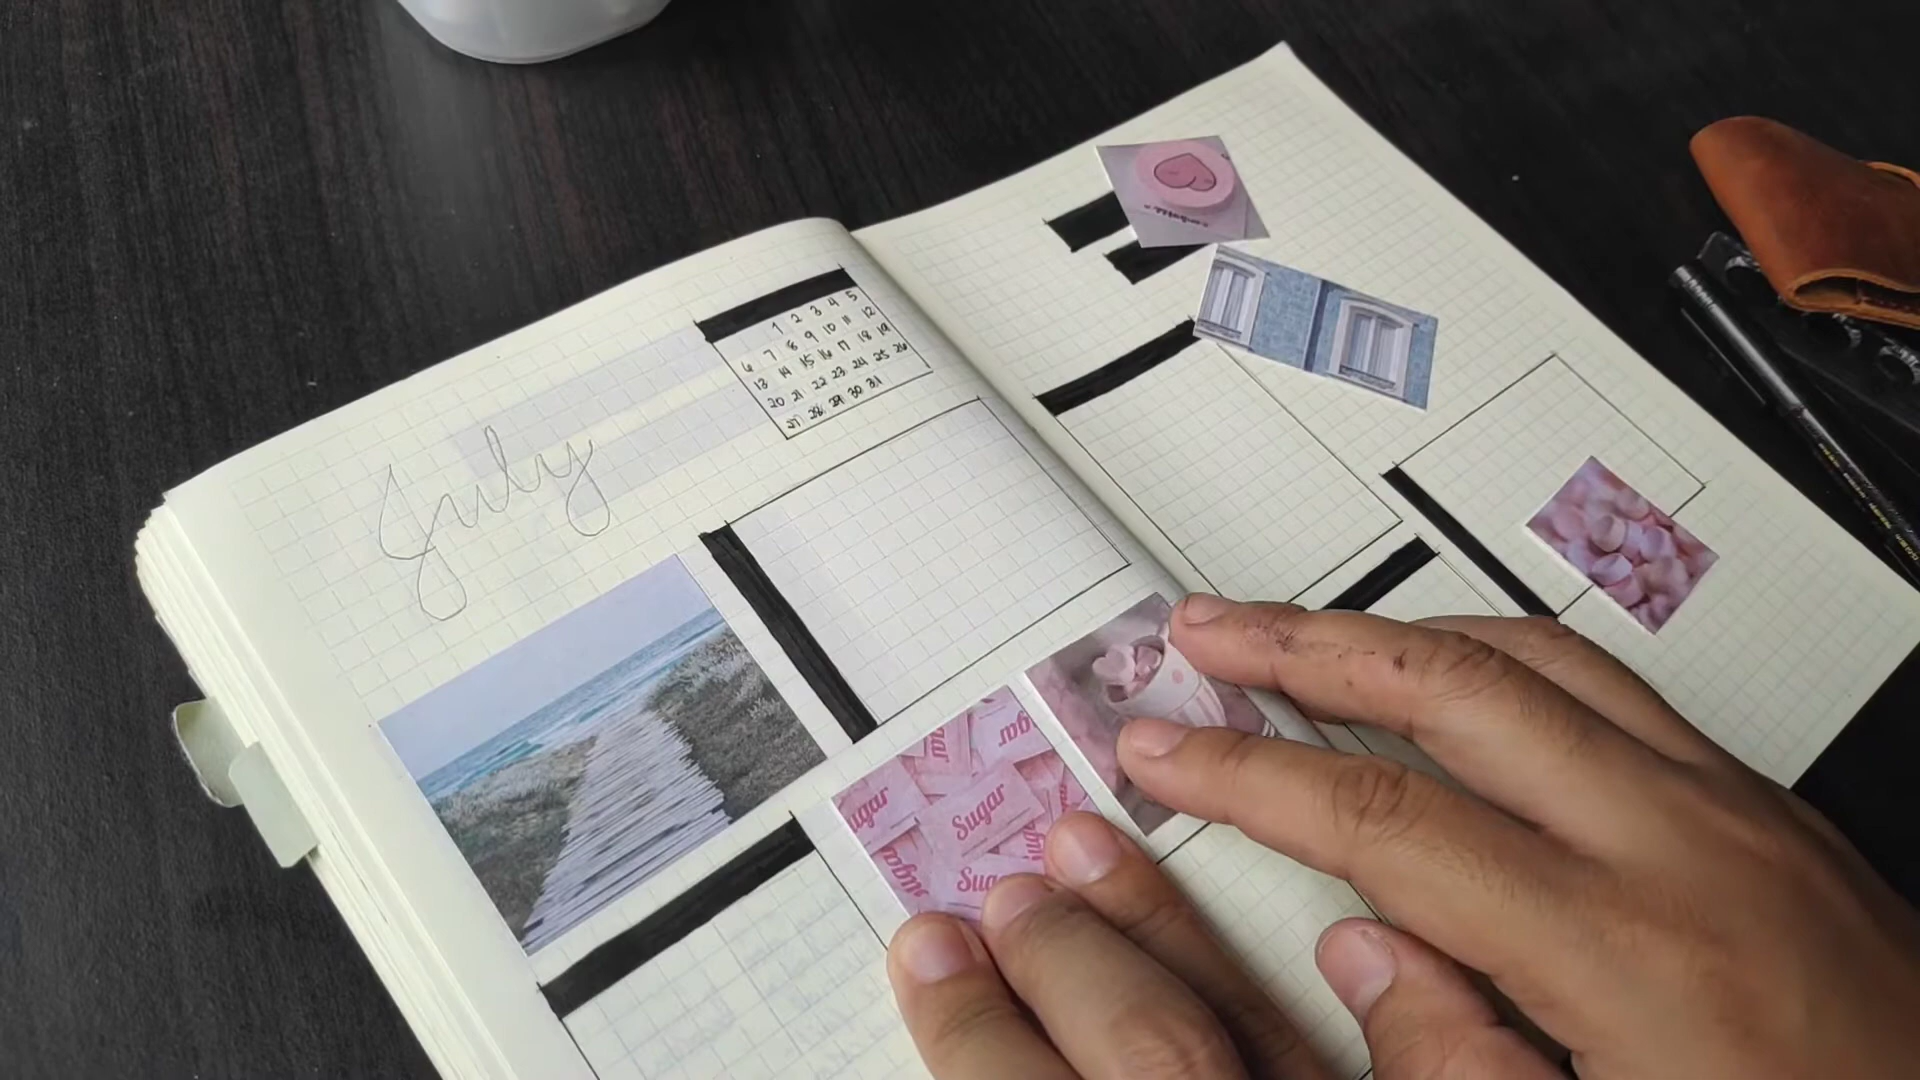 July
1 2 3 4 5
6 7 8 9 10 11 12
13 14 15 16 17 18 19
20 21 22 23 24 25 26
27 28 29 30 31
Sugar
Sugar